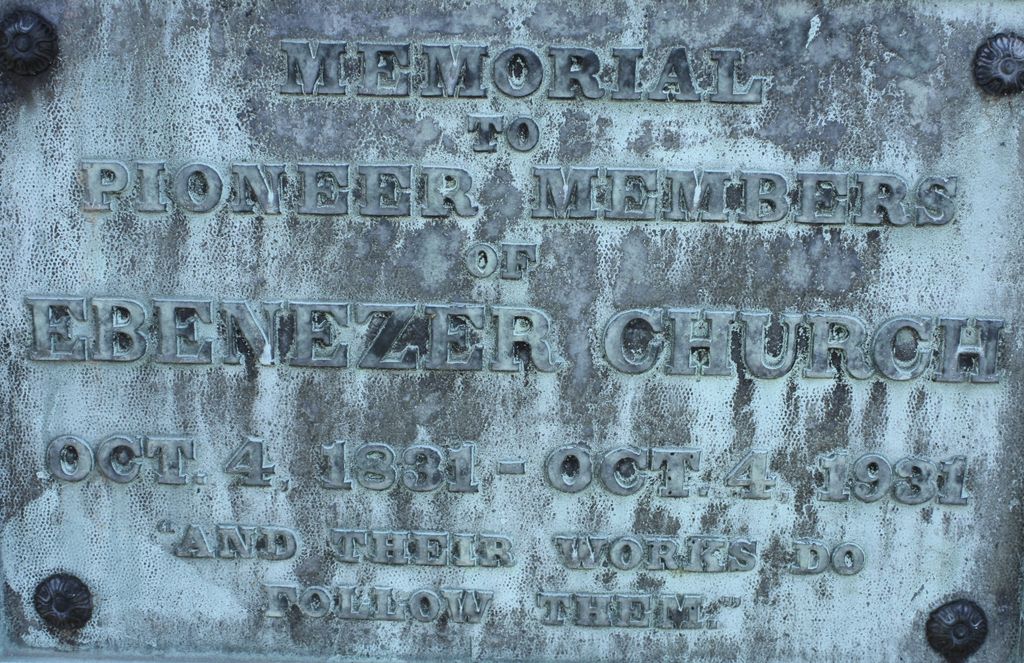 MEMORIAL
TO
PIONEER MEMBERS
OF
EBENEZER CHURCH
OCT. 4, 1831 - OCT. 4, 1931
"AND THEIR WORKS DO
FOLLOW THEM."